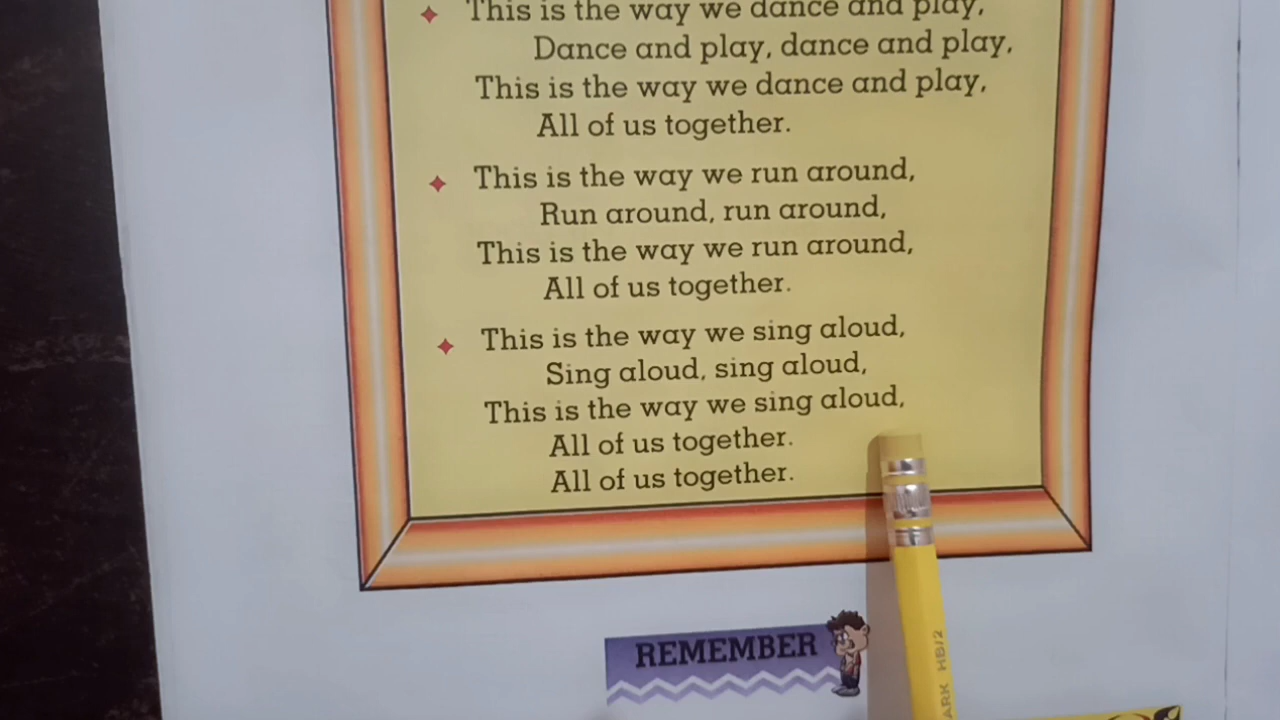 This is the way we dance and play,
Dance and play, dance and play,
This is the way we dance and play,
All of us together.
This is the way we run around,
Run around, run around,
This is the way we run around,
All of us together.
This is the way we sing aloud,
Sing aloud, sing aloud,
This is the way we sing aloud,
All of us together.
All of us together.
REMEMBER
ARK HB/2